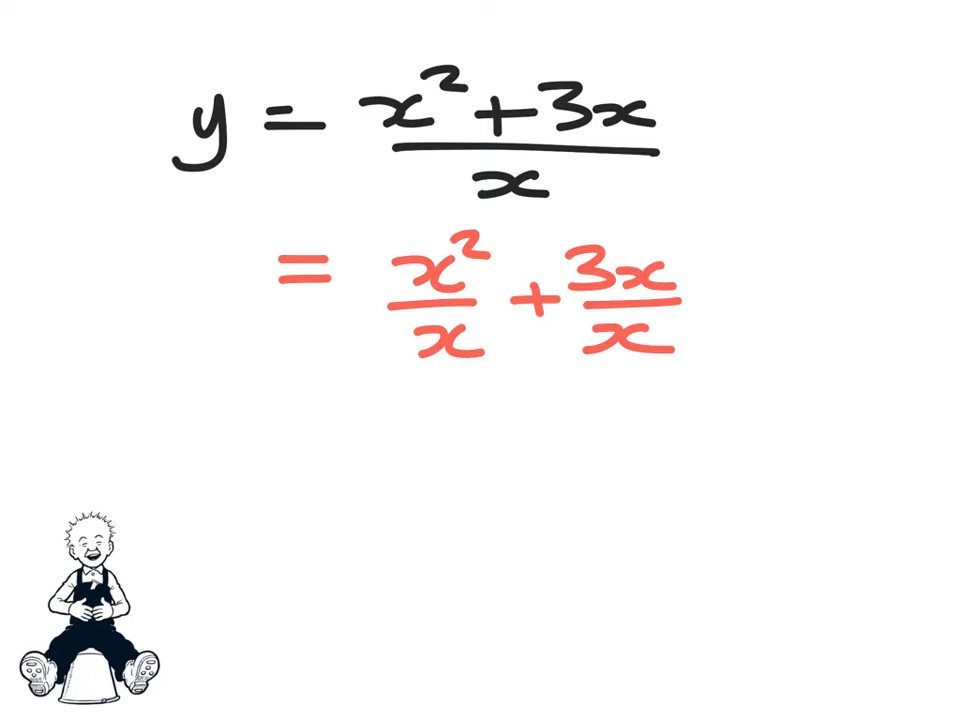 y = x² + 3x / x
= x²/x + 3x/x